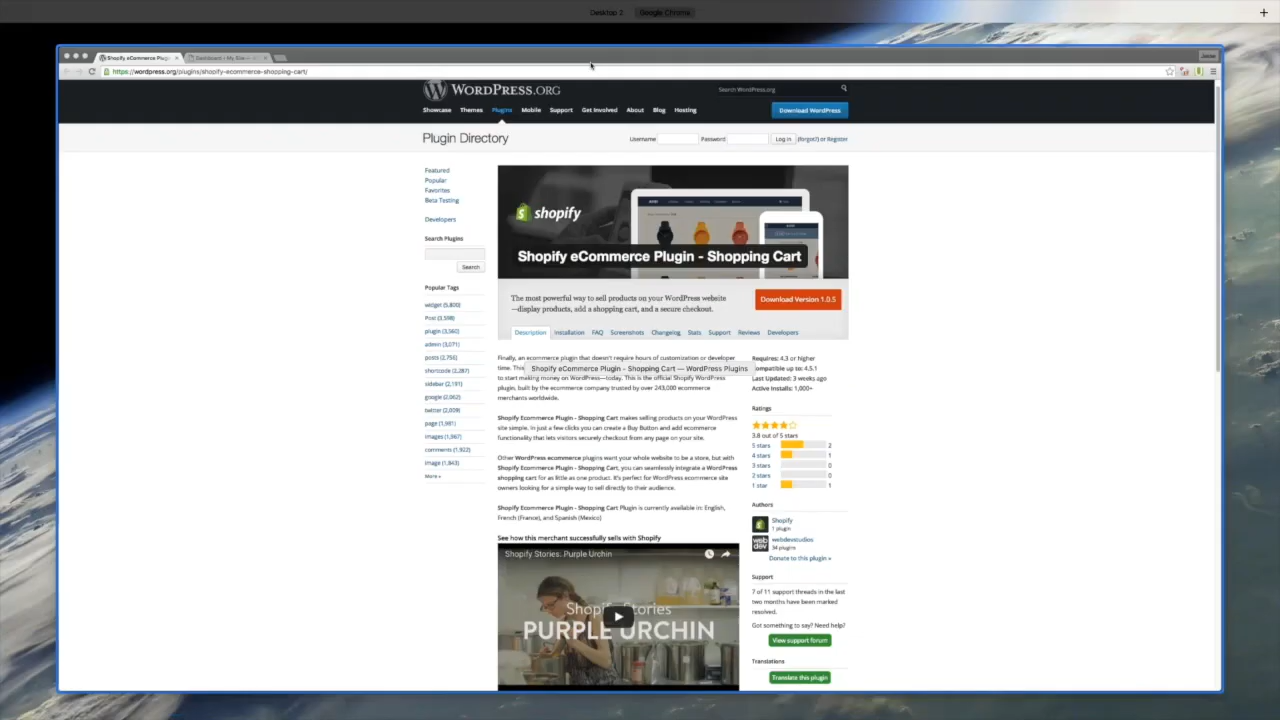 Desktop 2 Google Chrome
Shopify eCommerce Plugin Dashboard ‹ My Site
https://wordpress.org/plugins/shopify-ecommerce-shopping-cart/
WORDPRESS.ORG
Search WordPress.org
Showcase Themes Plugins Mobile Support Get Involved About Blog Hosting
Download WordPress
Plugin Directory
Username Password Log in (forgot?) or Register
Featured
Popular
Favorites
Beta Testing
Developers
Search Plugins
Search
Popular Tags
widget (5,800)
Post (3,598)
plugin (3,560)
admin (3,071)
posts (2,756)
shortcode (2,287)
sidebar (2,191)
google (2,062)
twitter (2,009)
page (1,981)
images (1,967)
comments (1,922)
image (1,843)
More »
shopify
Shopify eCommerce Plugin - Shopping Cart
The most powerful way to sell products on your WordPress website
—display products, add a shopping cart, and a secure checkout.
Download Version 1.0.5
Description Installation FAQ Screenshots Changelog Stats Support Reviews Developers
Finally, an ecommerce plugin that doesn't require hours of customization or developer
time. This
Shopify eCommerce Plugin - Shopping Cart — WordPress Plugins
to start making money on WordPress—today. This is the official Shopify WordPress
plugin, built by the ecommerce company trusted by over 243,000 ecommerce
merchants worldwide.
Shopify Ecommerce Plugin - Shopping Cart makes selling products on your WordPress
site simple. In just a few clicks you can create a Buy Button and add ecommerce
functionality that lets visitors securely checkout from any page on your site.
Other WordPress ecommerce plugins want your whole website to be a store, but with
Shopify Ecommerce Plugin - Shopping Cart, you can seamlessly integrate a WordPress
shopping cart for as little as one product. It's perfect for WordPress ecommerce site
owners looking for a simple way to sell directly to their audience.
Shopify Ecommerce Plugin - Shopping Cart Plugin is currently available in: English,
French (France), and Spanish (Mexico)
See how this merchant successfully sells with Shopify
Shopify Stories: Purple Urchin
Shopify Stories
PURPLE URCHIN
Requires: 4.3 or higher
Compatible up to: 4.5.1
Last Updated: 3 weeks ago
Active Installs: 1,000+
Ratings
3.8 out of 5 stars
5 stars 2
4 stars 1
3 stars 0
2 stars 0
1 star 1
Authors
Shopify
1 plugin
web dev
webdevstudios
34 plugins
Donate to this plugin »
Support
7 of 11 support threads in the last
two months have been marked
resolved.
Got something to say? Need help?
View support forum
Translations
Translate this plugin